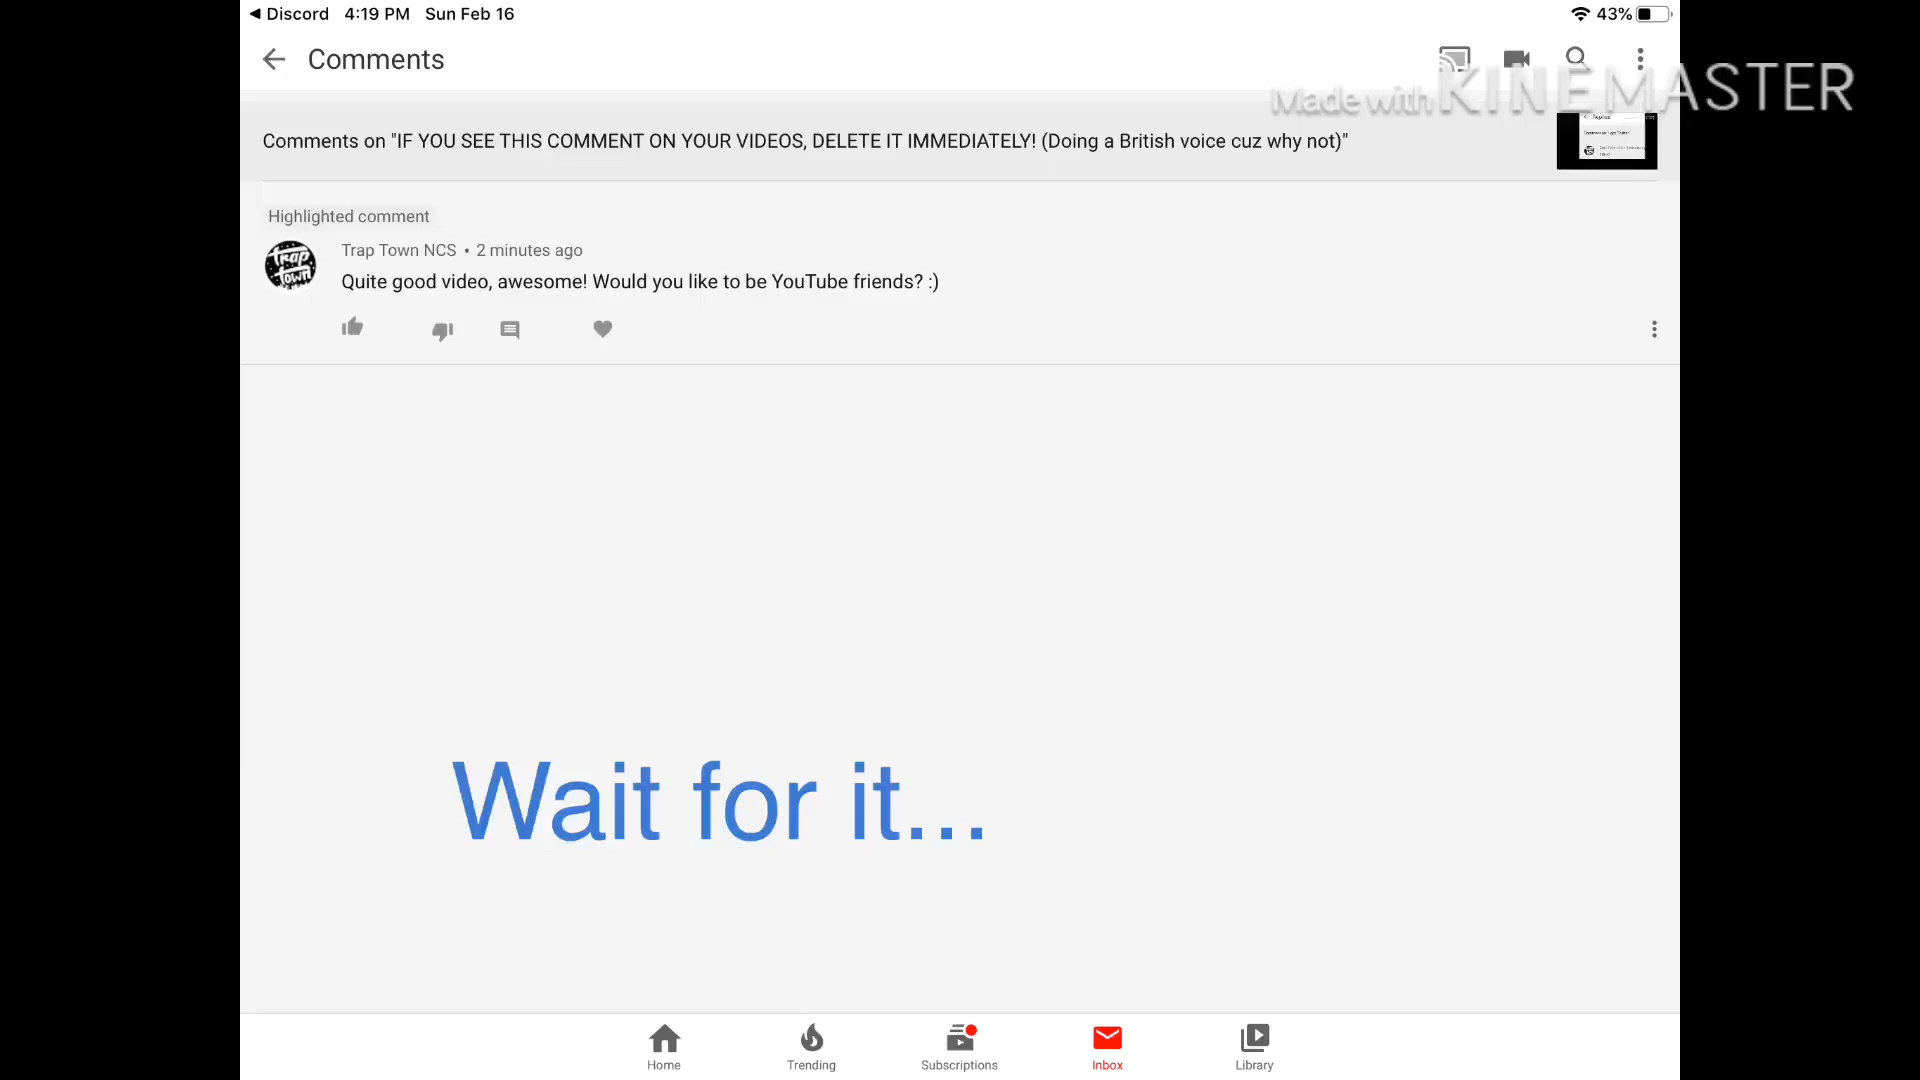 Discord 4:19 PM Sun Feb 16 43%
Comments
Made with KINEMASTER
Comments on "IF YOU SEE THIS COMMENT ON YOUR VIDEOS, DELETE IT IMMEDIATELY! (Doing a British voice cuz why not)"
Replies
Highlighted comment
Trap Town NCS • 2 minutes ago
trap town
Quite good video, awesome! Would you like to be YouTube friends? :)
Wait for it...
Home Trending Subscriptions Inbox Library